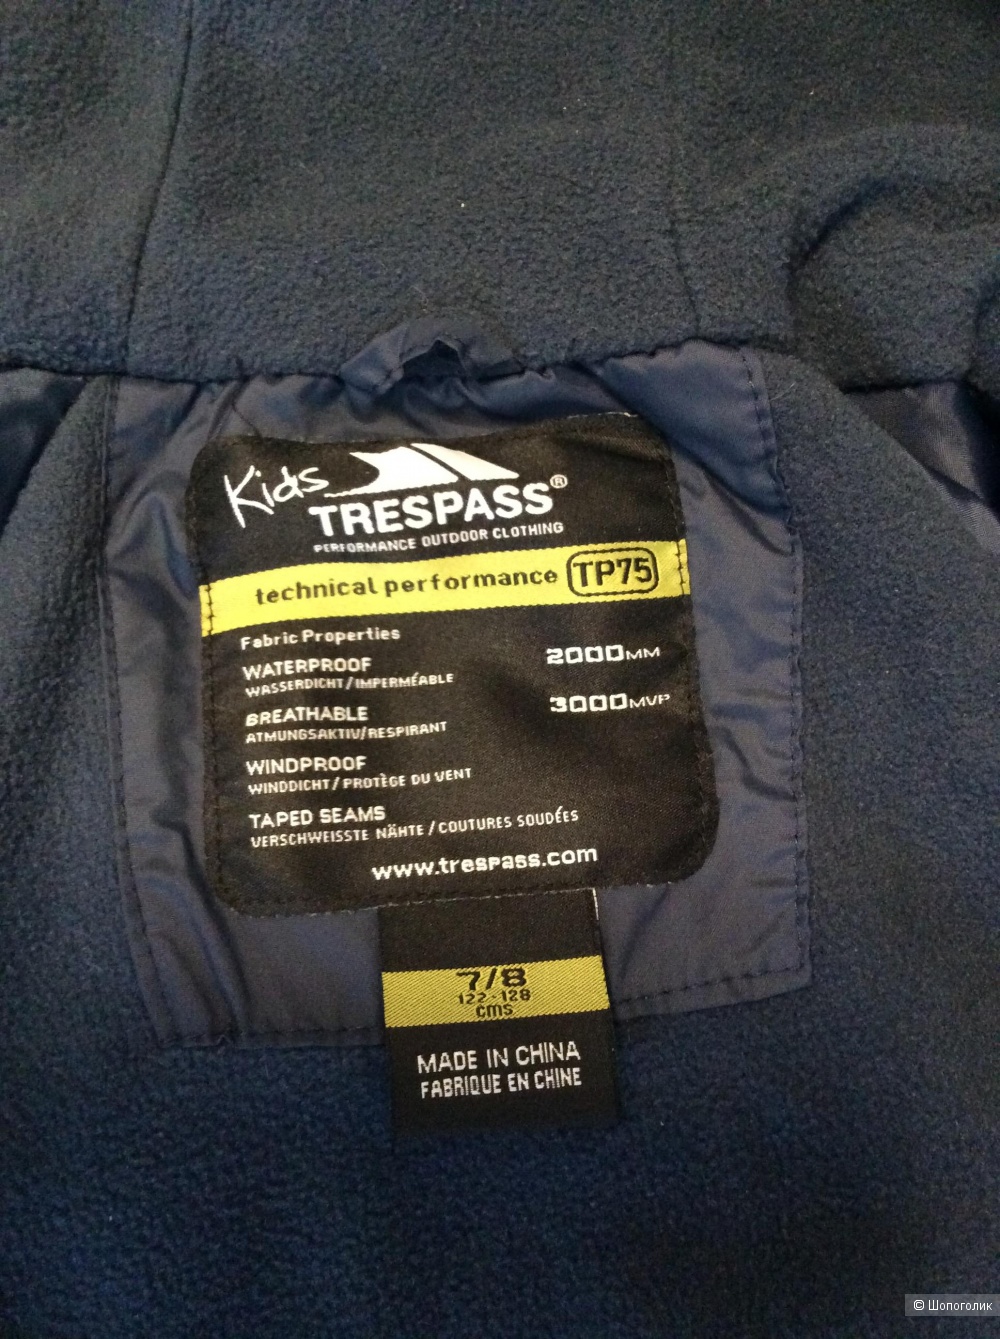 Kids
TRESPASS®
PERFORMANCE OUTDOOR CLOTHING
technical performance TP75
Fabric Properties
WATERPROOF 2000MM
WASSERDICHT/IMPERMÉABLE
BREATHABLE 3000MVP
ATMUNGSAKTIV/RESPIRANT
WINDPROOF
WINDDICHT/PROTÈGE DU VENT
TAPED SEAMS
VERSCHWEISSTE NÄHTE/COUTURES SOUDÉES
www.trespass.com
7/8
122-128
cms
MADE IN CHINA
FABRIQUE EN CHINE
© Шопоголик